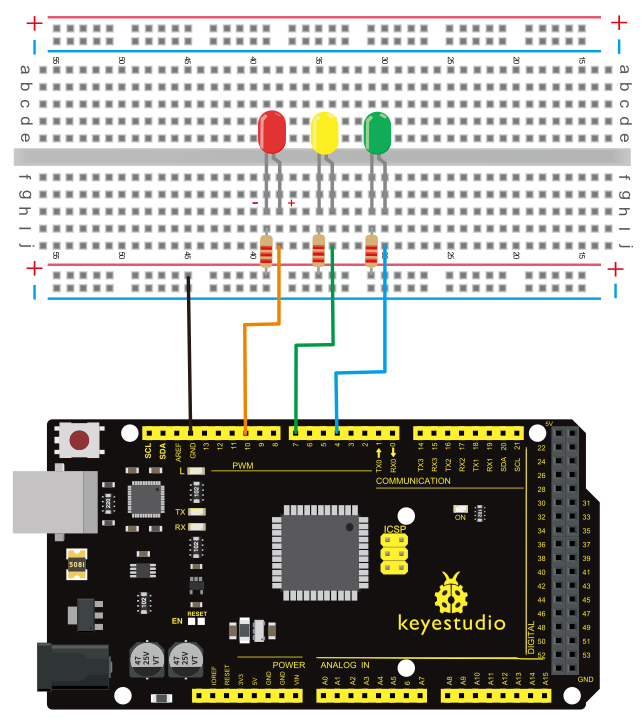 + +
- -
55 50 45 40 35 30 25 20 15
a a
b b
c c
d d
e e
f f
g g
h h
i i
j j
- +
55 50 45 40 35 30 25 20 15
+ +
- -
SCL SDA AREF GND 13 12 11 10 9 8 7 6 5 4 3 2 1 0 TX3 RX3 TX2 RX2 TX1 RX1 SDA SCL
14 15 16 17 18 19 20 21
TX0 RX0
5V
L
PWM
COMMUNICATION
TX
RX
102
220
102
102
ON
ICSP
5081
RESET
EN
keyestudio
47 25V VT
47 25V VT
POWER
ANALOG IN
DIGITAL
22
24
26
28
30 31
32 33
34 35
36 37
38 39
40 41
42 43
44 45
46 47
48 49
50 51
52 53
GND
IOREF RESET 3V3 5V GND GND VIN A0 A1 A2 A3 A4 A5 6 A7 A8 A9 A10 A11 A12 A13 A14 A15